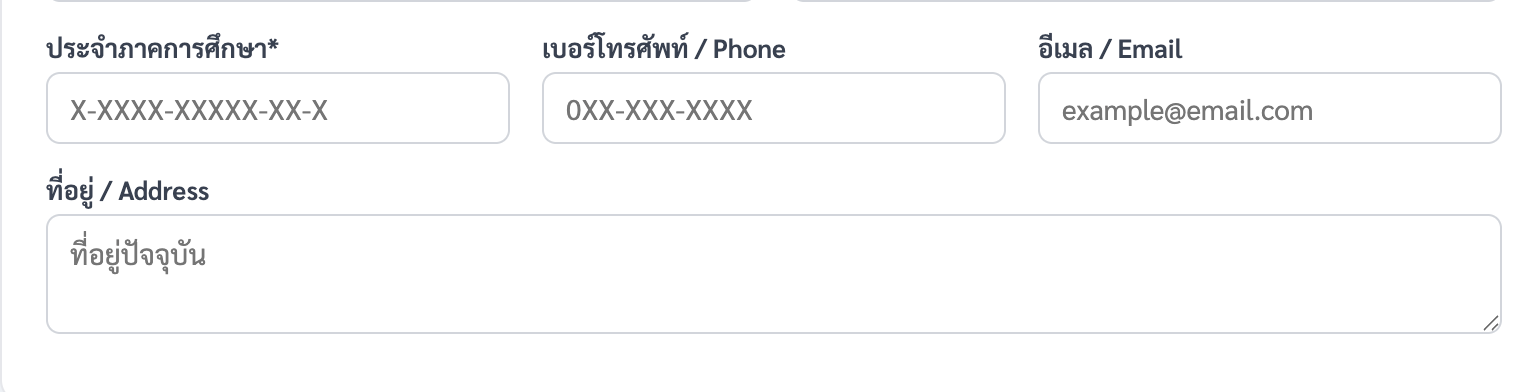 ประจำภาคการศึกษา*
เบอร์โทรศัพท์ / Phone
อีเมล / Email
X-XXXX-XXXXX-XX-X
0XX-XXX-XXXX
example@email.com
ที่อยู่ / Address
ที่อยู่ปัจจุบัน